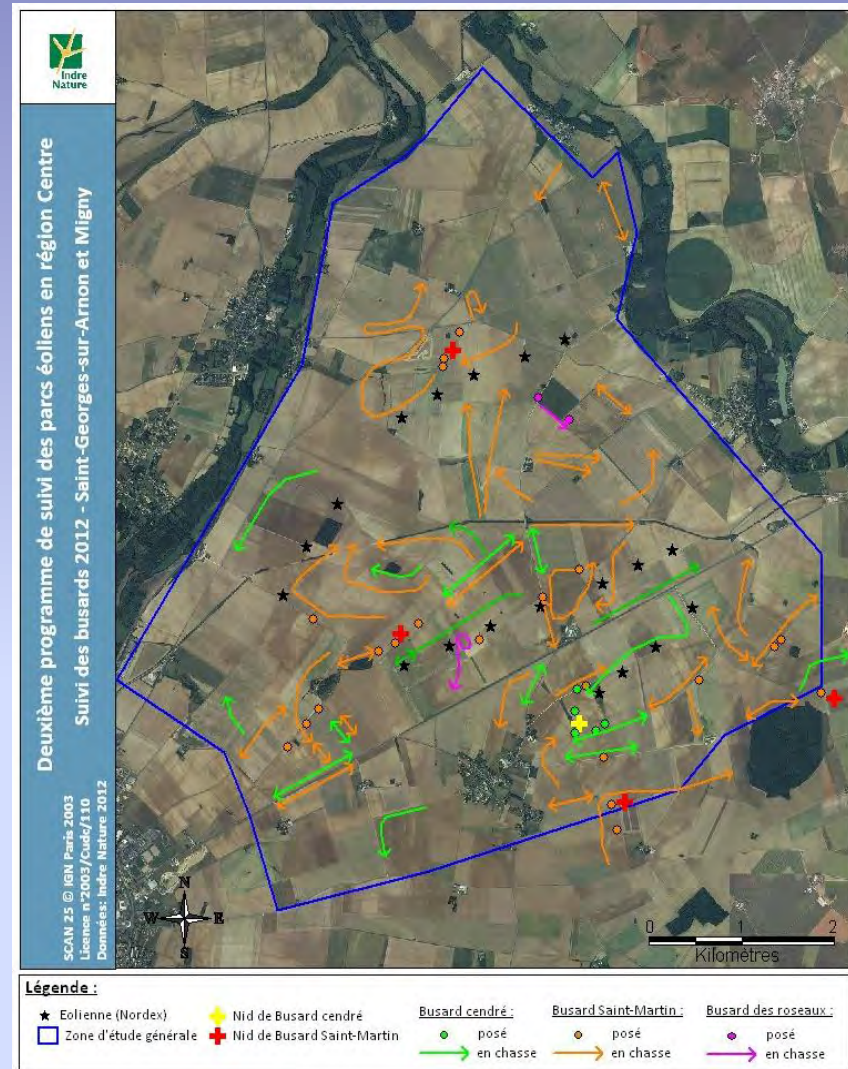 Indre
Nature
Deuxième programme de suivi des parcs éoliens en région Centre
Suivi des busards 2012 - Saint-Georges-sur-Arnon et Migny
SCAN 25 © IGN Paris 2003
Licence n°2003/Cudc/110
Données: Indre Nature 2012
N
W E
S
0 1 2
Kilomètres
Légende :
Eolienne (Nordex)
Zone d'étude générale
Nid de Busard cendré
Nid de Busard Saint-Martin
Busard cendré :
posé
en chasse
Busard Saint-Martin :
posé
en chasse
Busard des roseaux :
posé
en chasse